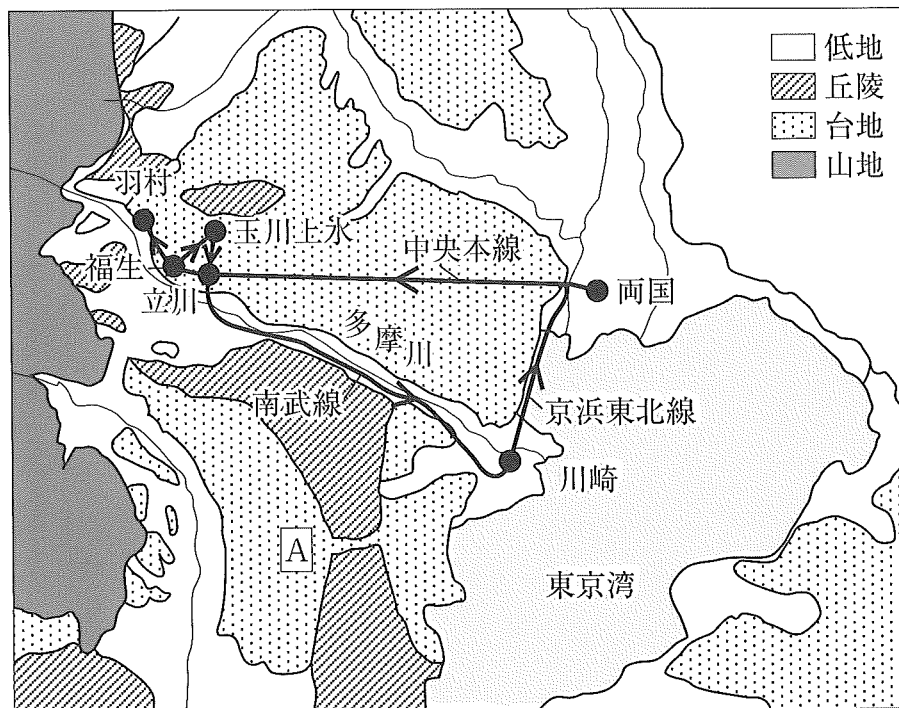 低地
丘陵
台地
山地
羽村
玉川上水
中央本線
福生
両国
立川
多摩川
南武線
京浜東北線
川崎
A
東京湾